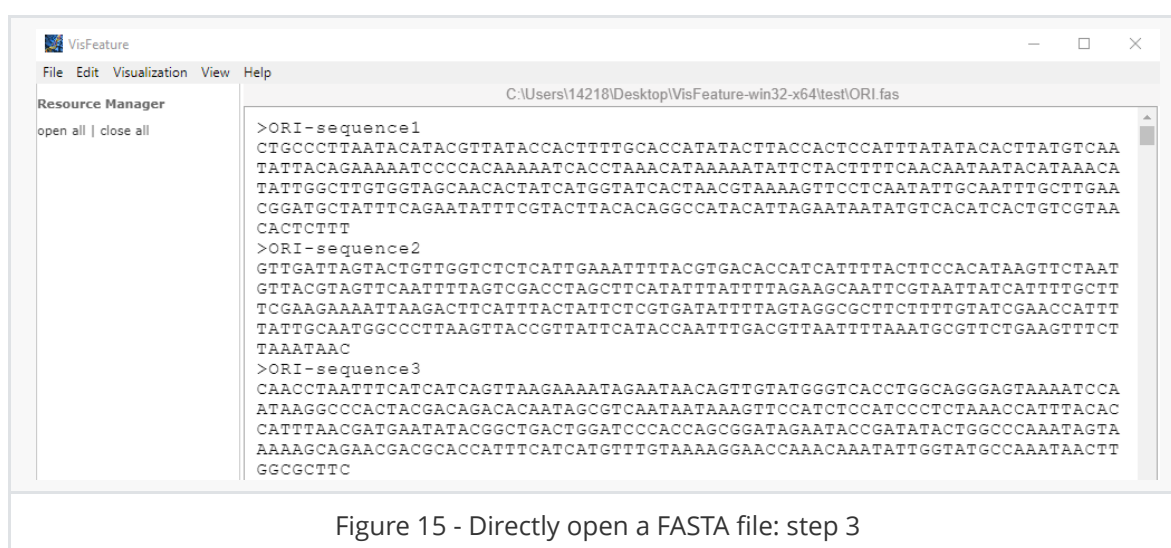 VisFeature
File Edit Visualization View Help
Resource Manager
C:\Users\14218\Desktop\VisFeature-win32-x64\test\ORI.fas
open all | close all
>ORI-sequence1
CTGCCCTTAATACATACGTTATACCACTTTTGCACCATATACTTACCACTCCATTTATATACACTTATGTCAA
TATTACAGAAAAATCCCCACAAAAATCACCTAAACATAAAAATATTCTACTTTTCAACAATAATACATAAACA
TATTGGCTTGTGGTAGCAACACTATCATGGTATCACTAACGTAAAAGTTCCTCAATATTGCAATTTGCTTGAA
CGGATGCTATTTCAGAATATTTCGTACTTACACAGGCCATACATTAGAATAATATGTCACATCACTGTCGTAA
CACTCTTT
>ORI-sequence2
GTTGATTAGTACTGTTGGTCTCTCATTGAAATTTTACGTGACACCATCATTTTACTTCCACATAAGTTCTAAT
GTTACGTAGTTCAATTTTAGTCGACCTAGCTTCATATTTATTTTAGAAGCAATTCGTAATTATCATTTTGCTT
TCGAAGAAAATTAAGACTTCATTTACTATTCTCGTGATATTTTAGTAGGCGCTTCTTTTGTATCGAACCATTT
TATTGCAATGGCCCTTAAGTTACCGTTATTCATACCAATTTGACGTTAATTTTAAATGCGTTCTGAAGTTTCT
TAAATAAC
>ORI-sequence3
CAACCTAATTTCATCATCAGTTAAGAAAATAGAATAACAGTTGTATGGGTCACCTGGCAGGGAGTAAAATCCA
ATAAGGCCCACTACGACAGACACAATAGCGTCAATAATAAAGTTCCATCTCCATCCCTCTAAACCATTTACAC
CATTTAACGATGAATATACGGCTGACTGGATCCCACCAGCGGATAGAATACCGATATACTGGCCCAAATAGTA
AAAAGCAGAACGACGCACCATTTCATCATGTTTGTAAAAGGAACCAAACAAATATTGGTATGCCAAATAACTT
GGCGCTTC
Figure 15 - Directly open a FASTA file: step 3